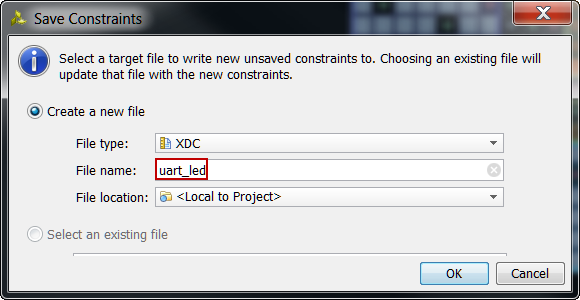 Save Constraints
Select a target file to write new unsaved constraints to. Choosing an existing file will
update that file with the new constraints.
Create a new file
File type: XDC
File name: uart_led
File location: <Local to Project>
Select an existing file
OK Cancel